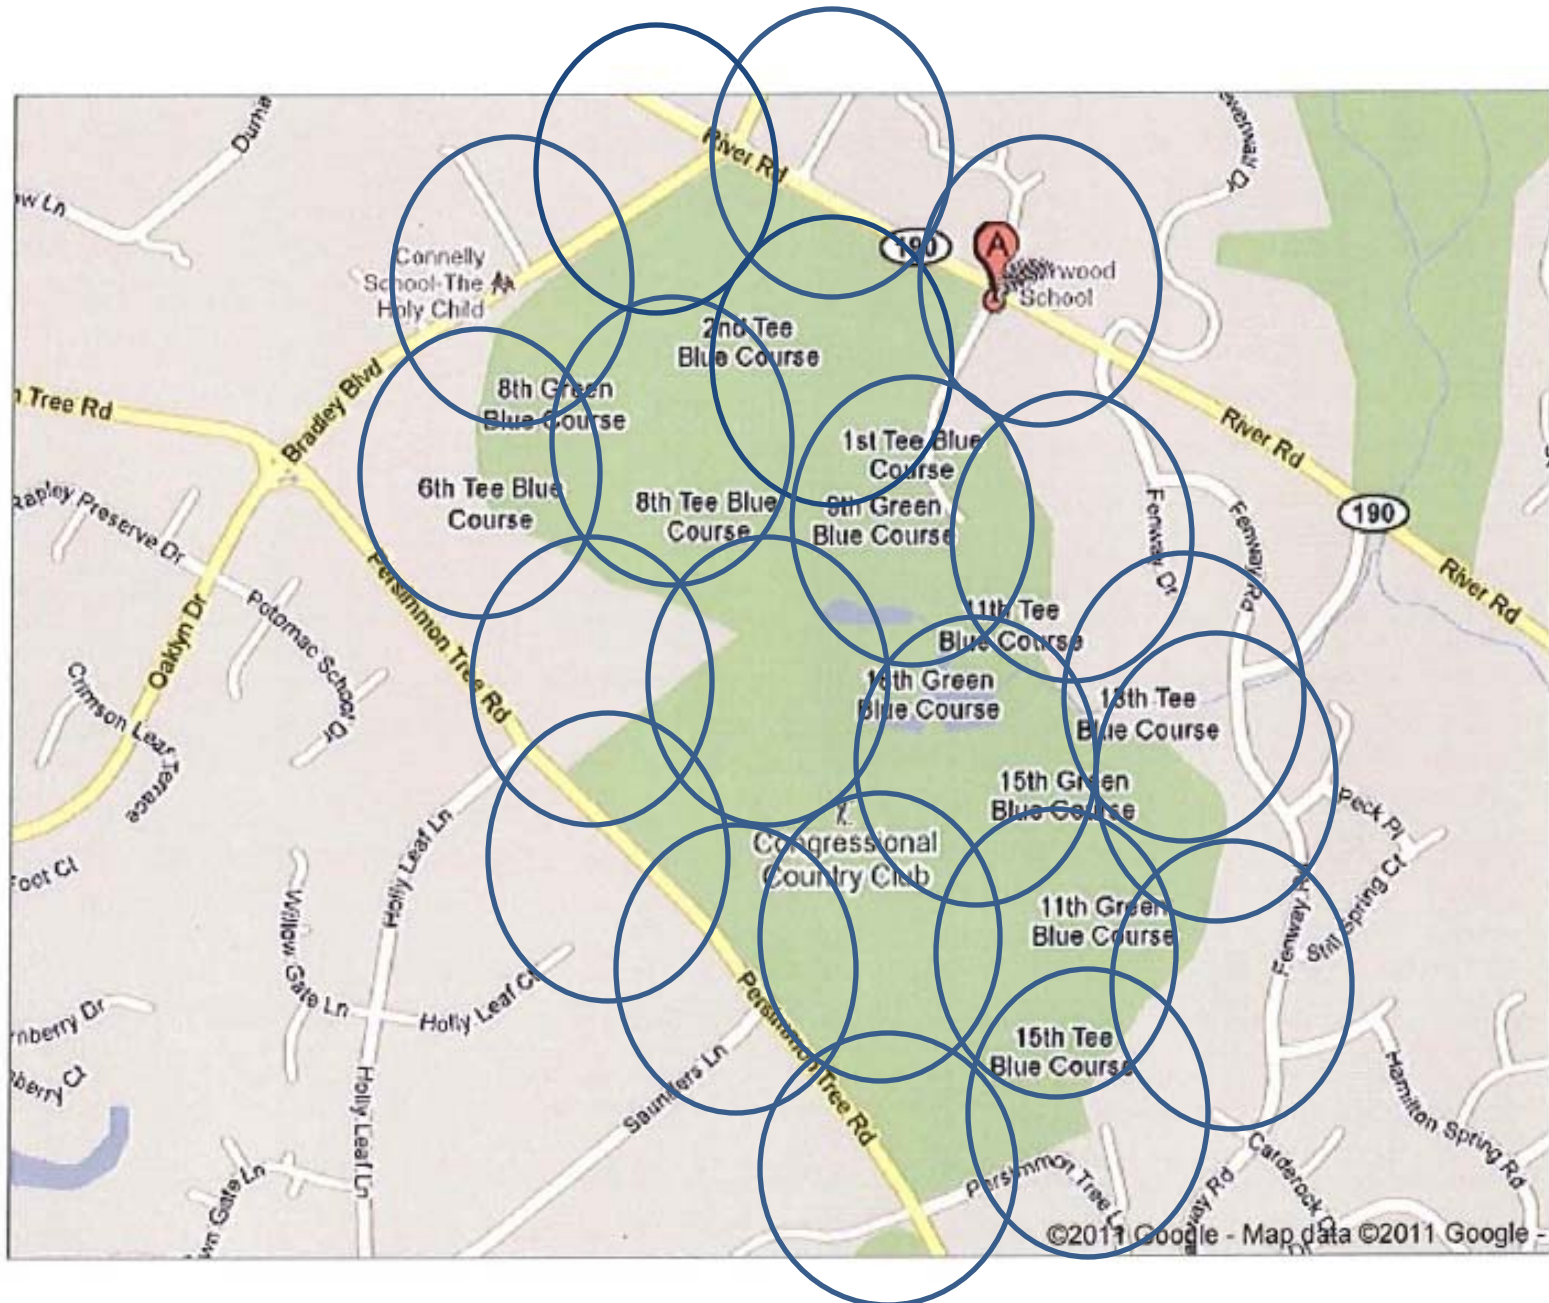 River Rd
190
A
School
Connelly
School-The
Holy Child
2nd Tee
Blue Course
8th Green
Blue Course
n Tree Rd
Bradley Blvd
1st Tee Blue
Course
River Rd
6th Tee Blue
Course
8th Tee Blue
Course
9th Green
Blue Course
190
Rapley Preserve Dr
Fenway Dr
Fenway Rd
River Rd
Persimmon Tree Rd
Potomac School Dr
Oaklyn Dr
11th Tee
Blue Course
Crimson Leaf Terrace
Green
Blue Course
13th Tee
Blue Course
15th Green
Blue Course
Peck Pl
Holly Leaf Ln
Congressional
Country Club
Still Spring Ct
Willow Gate Ln
11th Green
Blue Course
Holly Leaf Ct
Persimmon Tree Rd
15th Tee
Blue Course
Saunders Ln
Hamilton Spring Rd
Holly Leaf Ln
Persimmon Tree L
©2011 Google - Map data ©2011 Google -